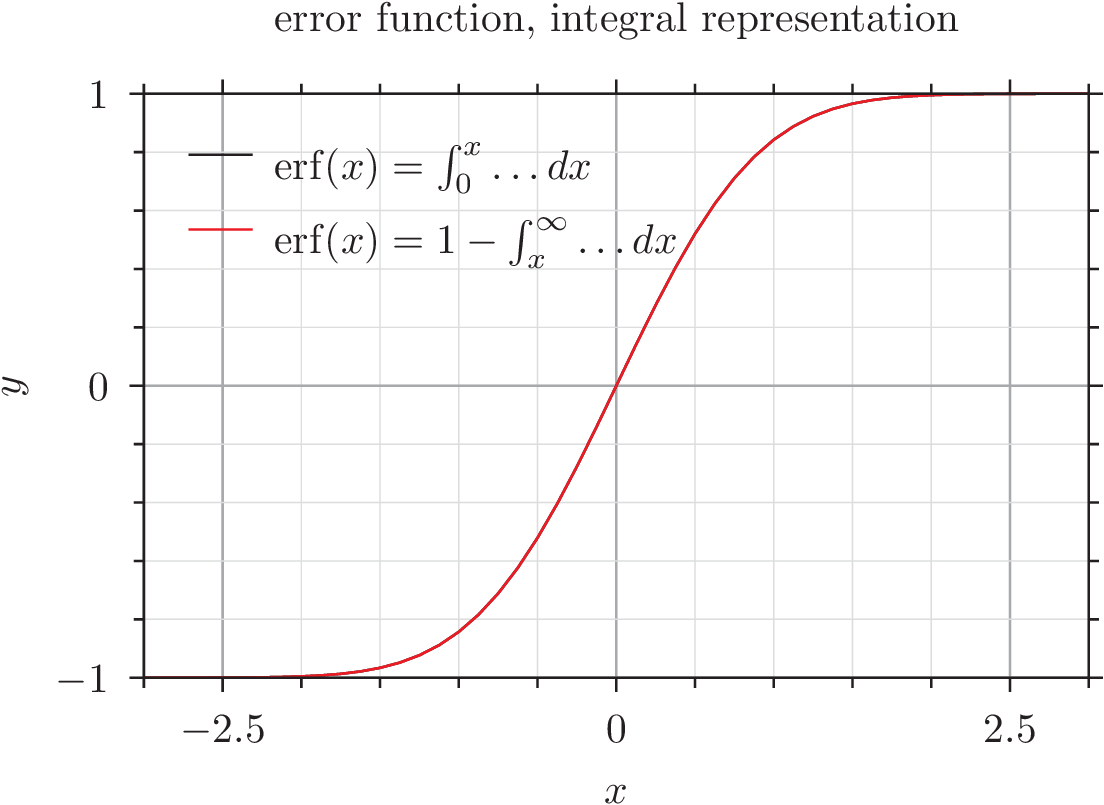 error function, integral representation
1
erf(x) = ∫₀ˣ … dx
erf(x) = 1 − ∫ₓ^∞ … dx
y
0
−1
−2.5 0 2.5
x